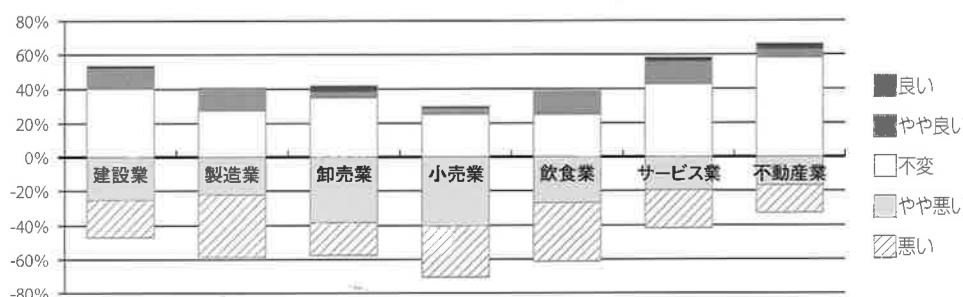 80%
60%
40%
20%
0%
-20%
-40%
-60%
-80%
建設業 製造業 卸売業 小売業 飲食業 サービス業 不動産業
良い
やや良い
不変
やや悪い
悪い